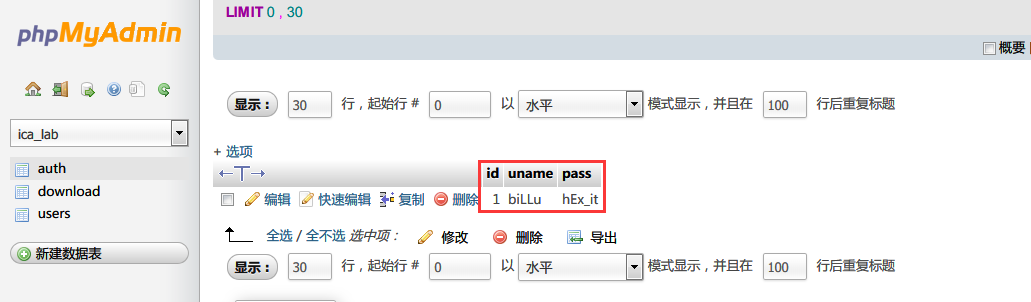 phpMyAdmin
ica_lab
auth
download
users
新建数据表
LIMIT 0 , 30
概要
显示： 30 行，起始行 # 0 以 水平 模式显示，并且在 100 行后重复标题
+ 选项
←T→ id uname pass
编辑 快速编辑 复制 删除 1 biLLu hEx_it
全选 / 全不选 选中项： 修改 删除 导出
显示： 30 行，起始行 # 0 以 水平 模式显示，并且在 100 行后重复标题